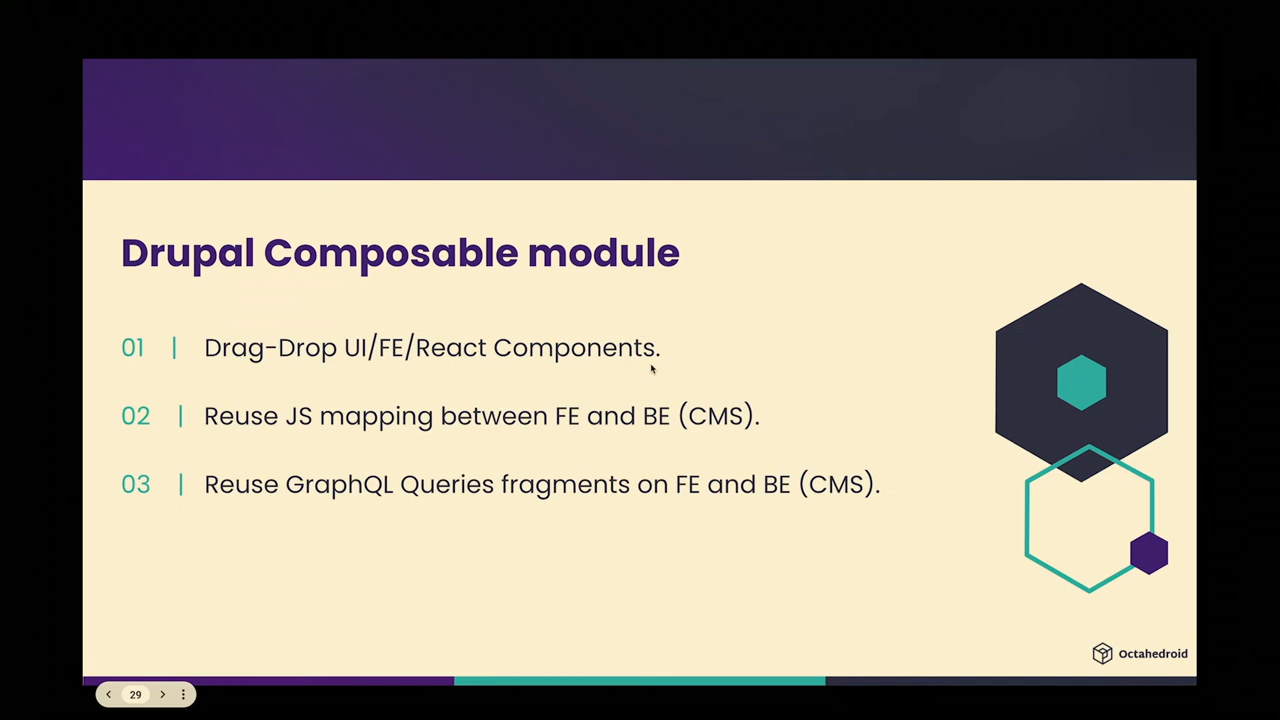 Drupal Composable module
01 | Drag-Drop UI/FE/React Components.
02 | Reuse JS mapping between FE and BE (CMS).
03 | Reuse GraphQL Queries fragments on FE and BE (CMS).
Octahedroid
29